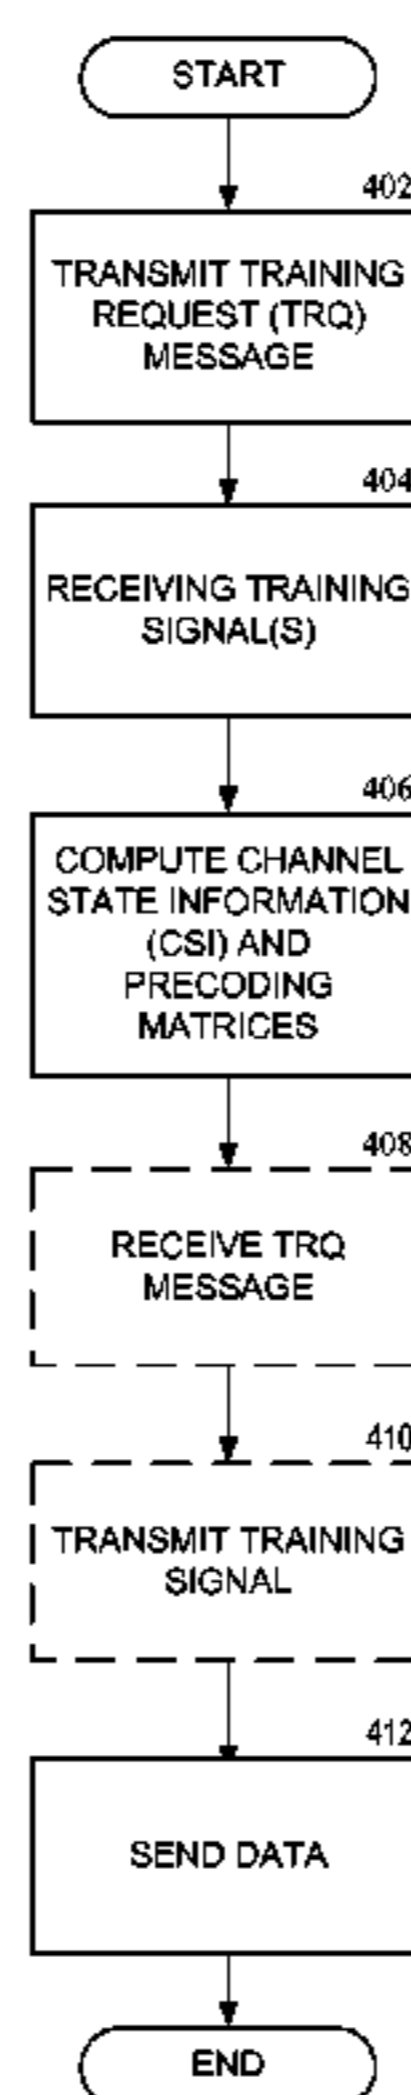 START
402
TRANSMIT TRAINING
REQUEST (TRQ)
MESSAGE
404
RECEIVING TRAINING
SIGNAL(S)
406
COMPUTE CHANNEL
STATE INFORMATION
(CSI) AND
PRECODING
MATRICES
408
RECEIVE TRQ
MESSAGE
410
TRANSMIT TRAINING
SIGNAL
412
SEND DATA
END